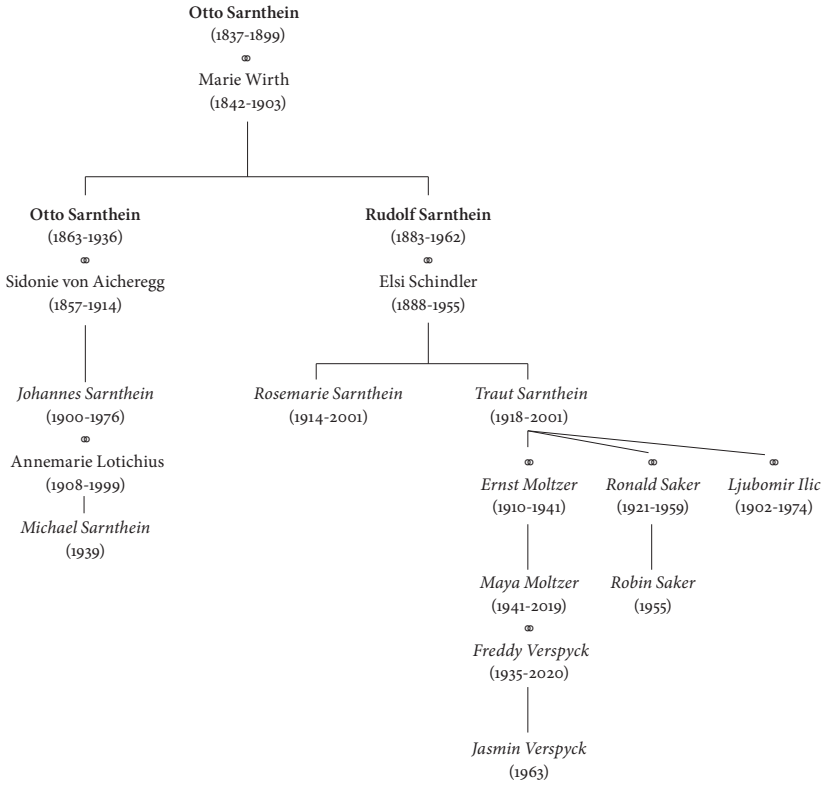 Otto Sarnthein
(1837-1899)
⚭
Marie Wirth
(1842-1903)
Otto Sarnthein
(1863-1936)
⚭
Sidonie von Aicheregg
(1857-1914)
Rudolf Sarnthein
(1883-1962)
⚭
Elsi Schindler
(1888-1955)
Johannes Sarnthein
(1900-1976)
⚭
Annemarie Lotichius
(1908-1999)
Michael Sarnthein
(1939)
Rosemarie Sarnthein
(1914-2001)
Traut Sarnthein
(1918-2001)
⚭
Ernst Moltzer
(1910-1941)
⚭
Ronald Saker
(1921-1959)
⚭
Ljubomir Ilic
(1902-1974)
Maya Moltzer
(1941-2019)
⚭
Freddy Verspyck
(1935-2020)
Robin Saker
(1955)
Jasmin Verspyck
(1963)